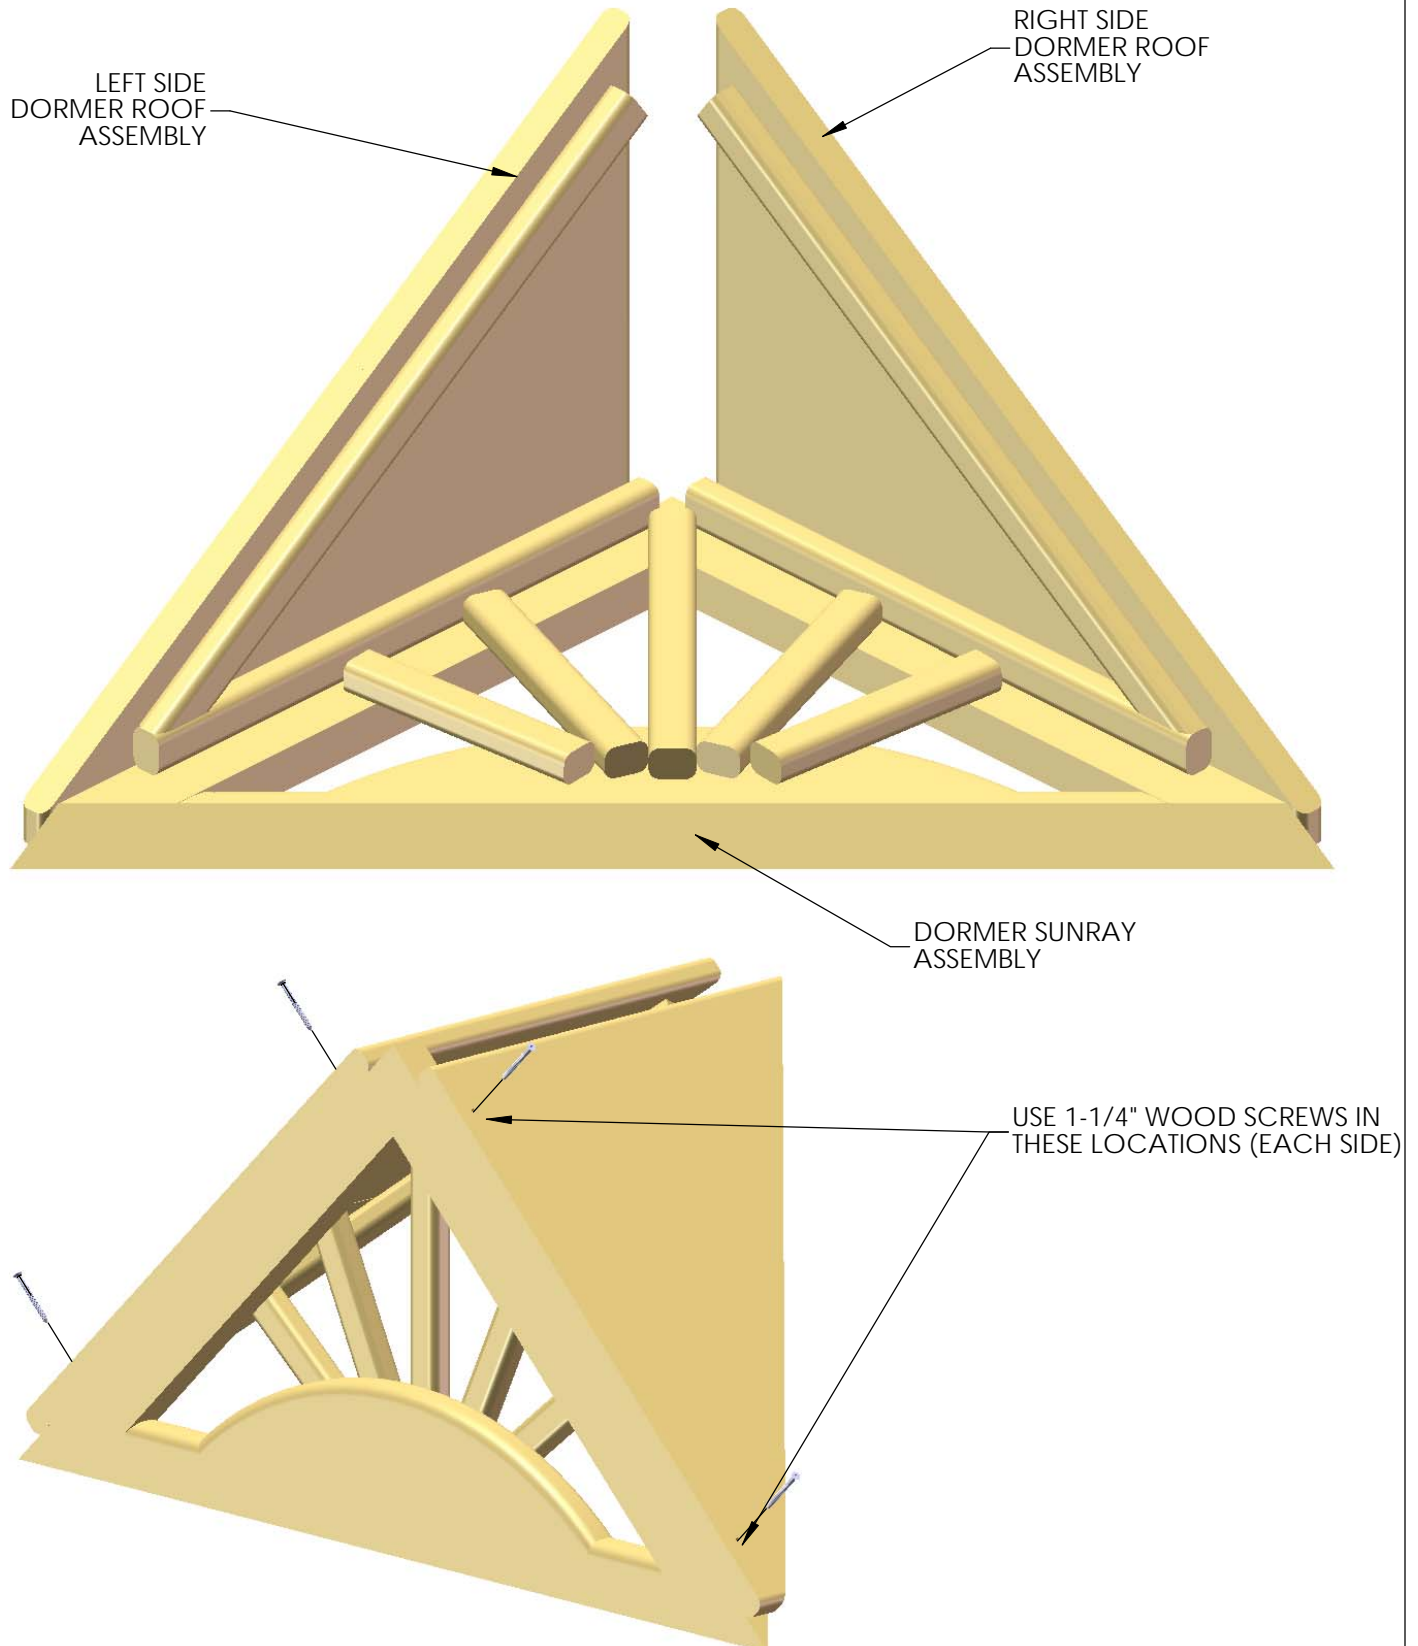 LEFT SIDE
DORMER ROOF
ASSEMBLY
RIGHT SIDE
DORMER ROOF
ASSEMBLY
DORMER SUNRAY
ASSEMBLY
USE 1-1/4" WOOD SCREWS IN
THESE LOCATIONS (EACH SIDE)